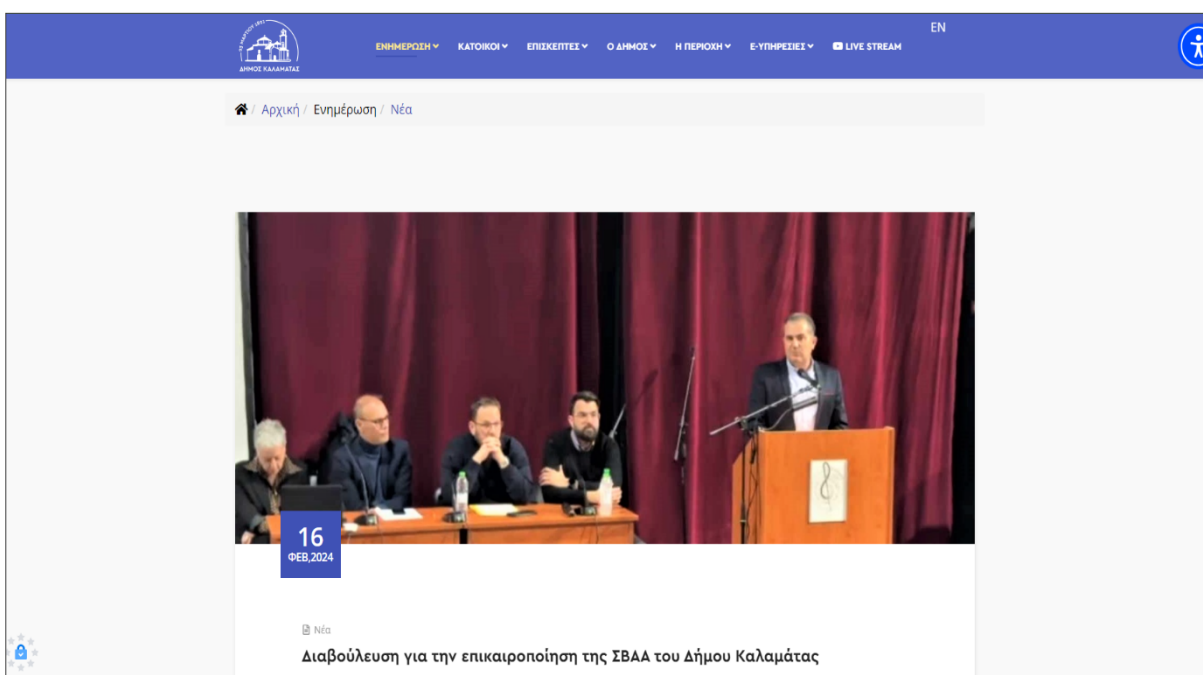 EN
ΔΗΜΟΣ ΚΑΛΑΜΑΤΑΣ
ΕΝΗΜΕΡΩΣΗ ΚΑΤΟΙΚΟΙ ΕΠΙΣΚΕΠΤΕΣ Ο ΔΗΜΟΣ Η ΠΕΡΙΟΧΗ Ε-ΥΠΗΡΕΣΙΕΣ LIVE STREAM
/ Αρχική / Ενημέρωση / Νέα
16
ΦΕΒ,2024
Νέα
Διαβούλευση για την επικαιροποίηση της ΣΒΑΑ του Δήμου Καλαμάτας